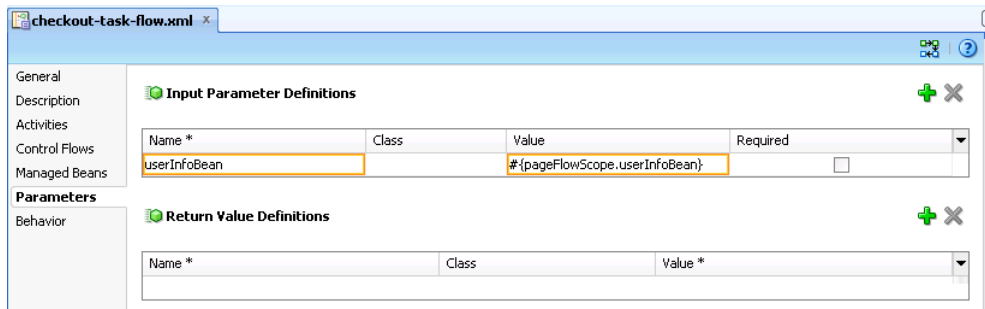 checkout-task-flow.xml x
General
Description
Activities
Control Flows
Managed Beans
Parameters
Behavior
Input Parameter Definitions
Name * Class Value Required
userInfoBean #{pageFlowScope.userInfoBean}
Return Value Definitions
Name * Class Value *